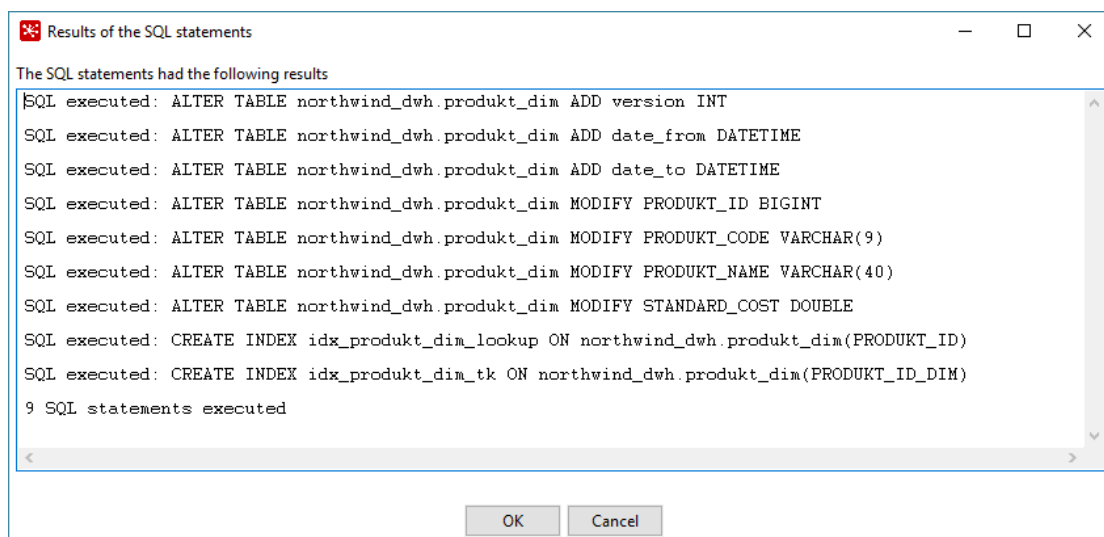 Results of the SQL statements
The SQL statements had the following results
SQL executed: ALTER TABLE northwind_dwh.produkt_dim ADD version INT
SQL executed: ALTER TABLE northwind_dwh.produkt_dim ADD date_from DATETIME
SQL executed: ALTER TABLE northwind_dwh.produkt_dim ADD date_to DATETIME
SQL executed: ALTER TABLE northwind_dwh.produkt_dim MODIFY PRODUKT_ID BIGINT
SQL executed: ALTER TABLE northwind_dwh.produkt_dim MODIFY PRODUKT_CODE VARCHAR(9)
SQL executed: ALTER TABLE northwind_dwh.produkt_dim MODIFY PRODUKT_NAME VARCHAR(40)
SQL executed: ALTER TABLE northwind_dwh.produkt_dim MODIFY STANDARD_COST DOUBLE
SQL executed: CREATE INDEX idx_produkt_dim_lookup ON northwind_dwh.produkt_dim(PRODUKT_ID)
SQL executed: CREATE INDEX idx_produkt_dim_tk ON northwind_dwh.produkt_dim(PRODUKT_ID_DIM)
9 SQL statements executed
OK Cancel